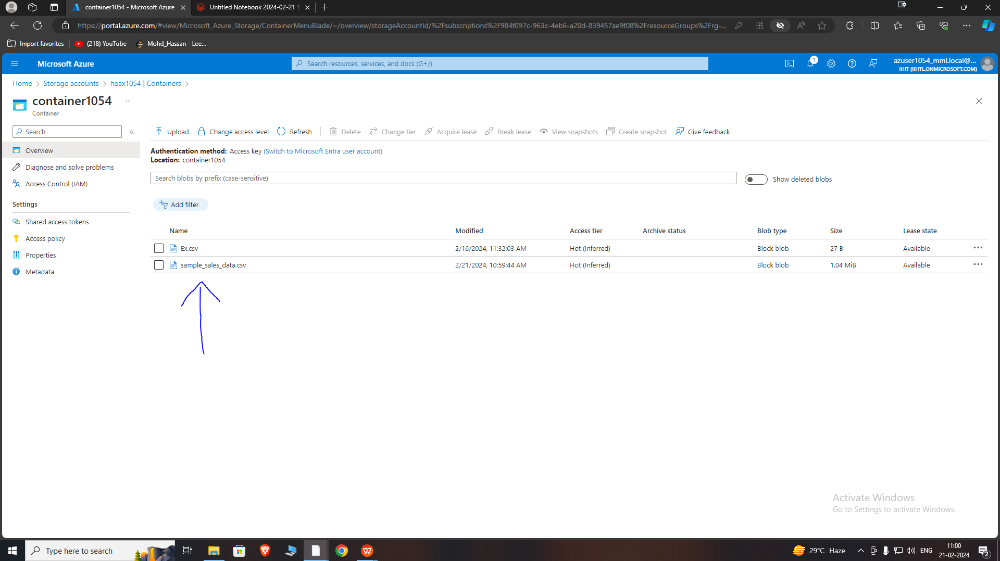 container1054 - Microsoft Azure
Untitled Notebook 2024-02-21 1
https://portal.azure.com/#view/Microsoft_Azure_Storage/ContainerMenuBlade/~/overview/storageAccountId/%2Fsubscriptions%2F984f097c-963c-4eb6-a20d-839457ae9f08%2FresourceGroups%2Frg-...
Import favorites
(218) YouTube
Mohd_Hassan - Lee...
Microsoft Azure
Search resources, services, and docs (G+/)
1
azuser1054_mml.local@...
IIHT (IIHTLONMICROSOFT.COM)
Home > Storage accounts > heax1054 | Containers >
container1054 ...
Container
Search
«
Upload
Change access level
Refresh
Delete
Change tier
Acquire lease
Break lease
View snapshots
Create snapshot
Give feedback
Overview
Diagnose and solve problems
Access Control (IAM)
Settings
Shared access tokens
Access policy
Properties
Metadata
Authentication method: Access key (Switch to Microsoft Entra user account)
Location: container1054
Search blobs by prefix (case-sensitive)
Show deleted blobs
Add filter
Name Modified Access tier Archive status Blob type Size Lease state
Ex.csv 2/16/2024, 11:32:03 AM Hot (Inferred) Block blob 27 B Available ...
sample_sales_data.csv 2/21/2024, 10:59:44 AM Hot (Inferred) Block blob 1.04 MiB Available ...
Activate Windows
Go to Settings to activate Windows.
Type here to search
29°C Haze
ENG
11:00
21-02-2024
2